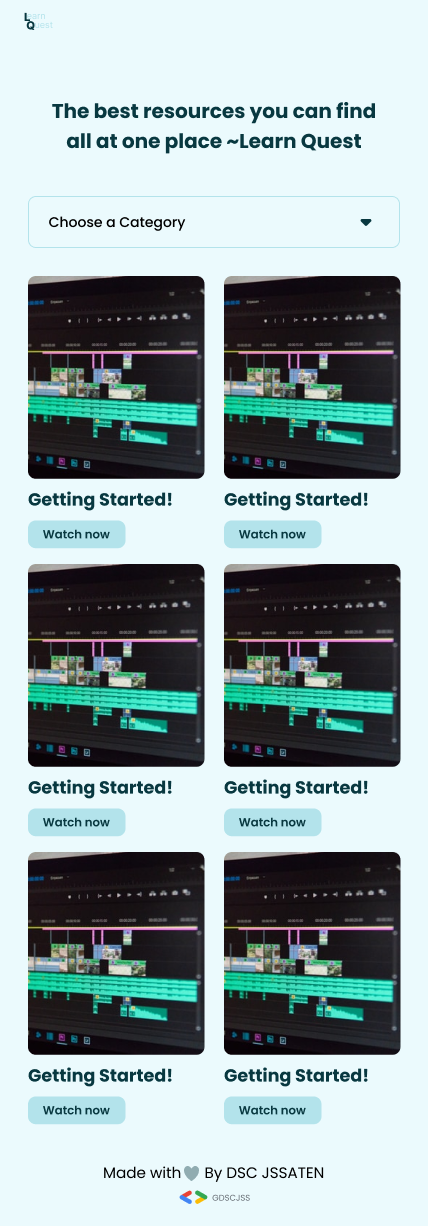 Learn
Quest
The best resources you can find
all at one place ~Learn Quest
Choose a Category
Getting Started!
Getting Started!
Watch now
Watch now
Getting Started!
Getting Started!
Watch now
Watch now
Getting Started!
Getting Started!
Watch now
Watch now
Made with By DSC JSSATEN
GDSCJSS